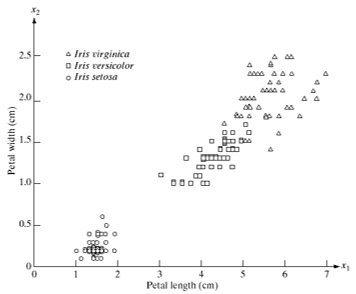 x₂
2.5
2.0
1.5
1.0
0.5
0
△ Iris virginica
□ Iris versicolor
○ Iris setosa
Petal width (cm)
0 1 2 3 4 5 6 7
x₁
Petal length (cm)